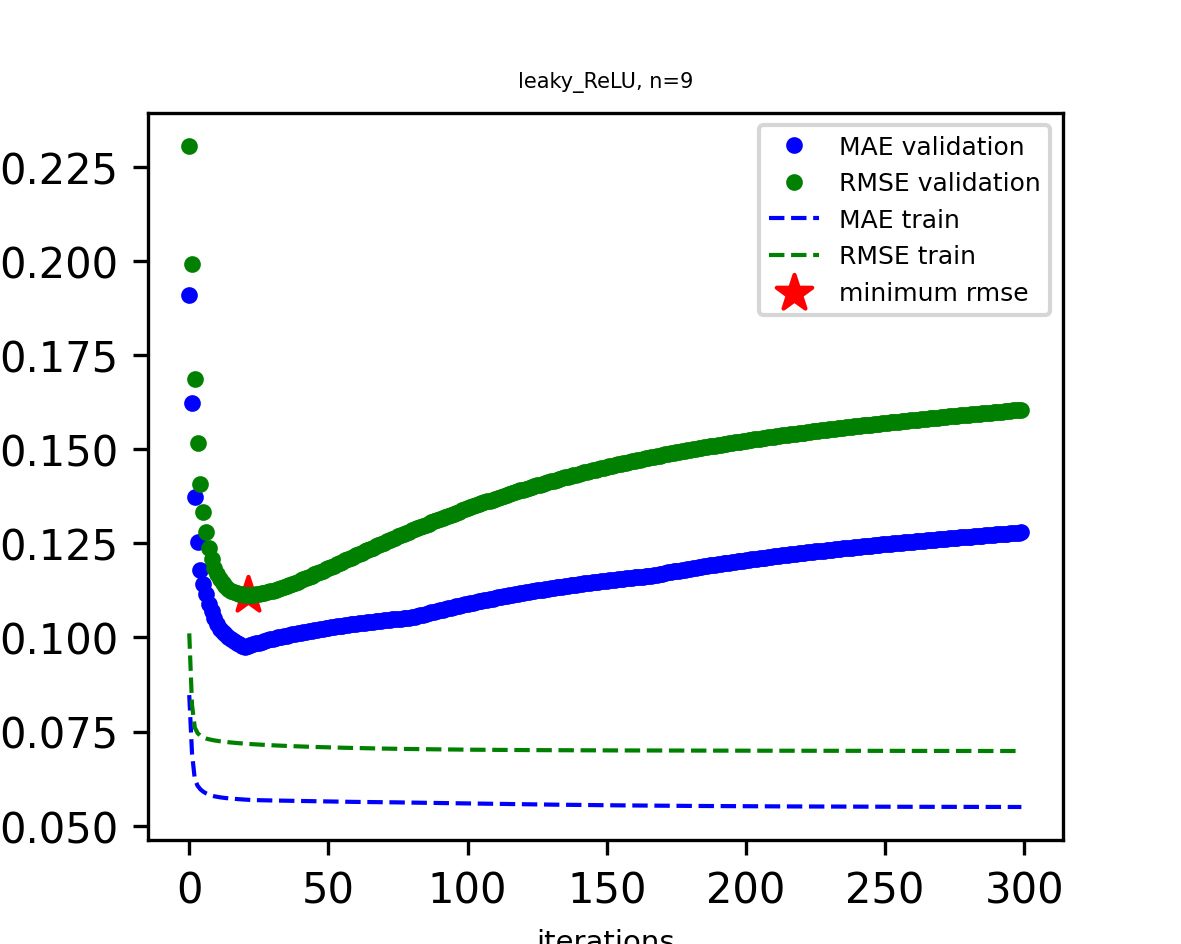 leaky_ReLU, n=9
MAE validation
RMSE validation
MAE train
RMSE train
minimum rmse
0.225
0.200
0.175
0.150
0.125
0.100
0.075
0.050
0 50 100 150 200 250 300
iterations